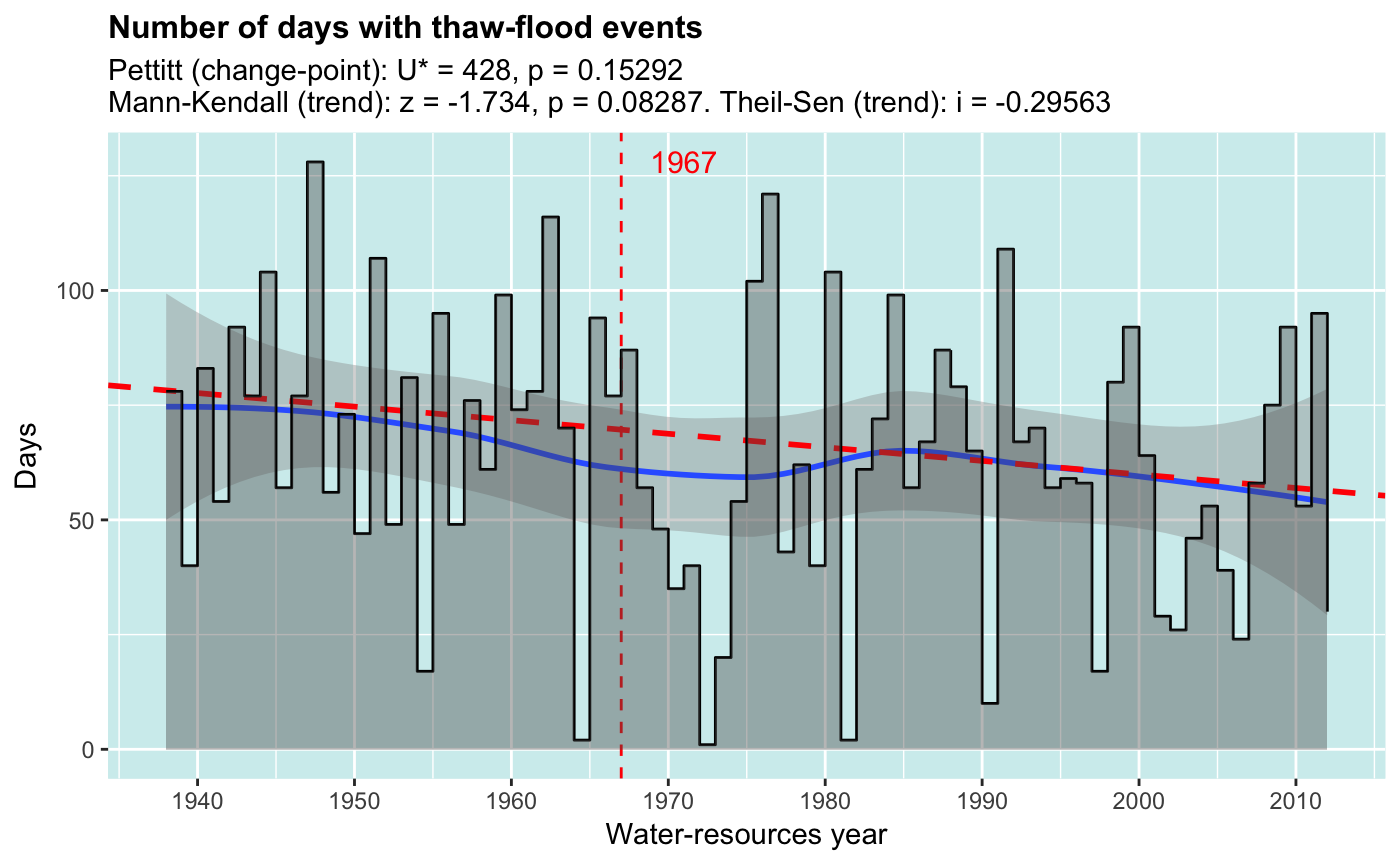 Number of days with thaw-flood events
Pettitt (change-point): U* = 428, p = 0.15292
Mann-Kendall (trend): z = -1.734, p = 0.08287. Theil-Sen (trend): i = -0.29563
1967
Days
100
50
0
1940 1950 1960 1970 1980 1990 2000 2010
Water-resources year